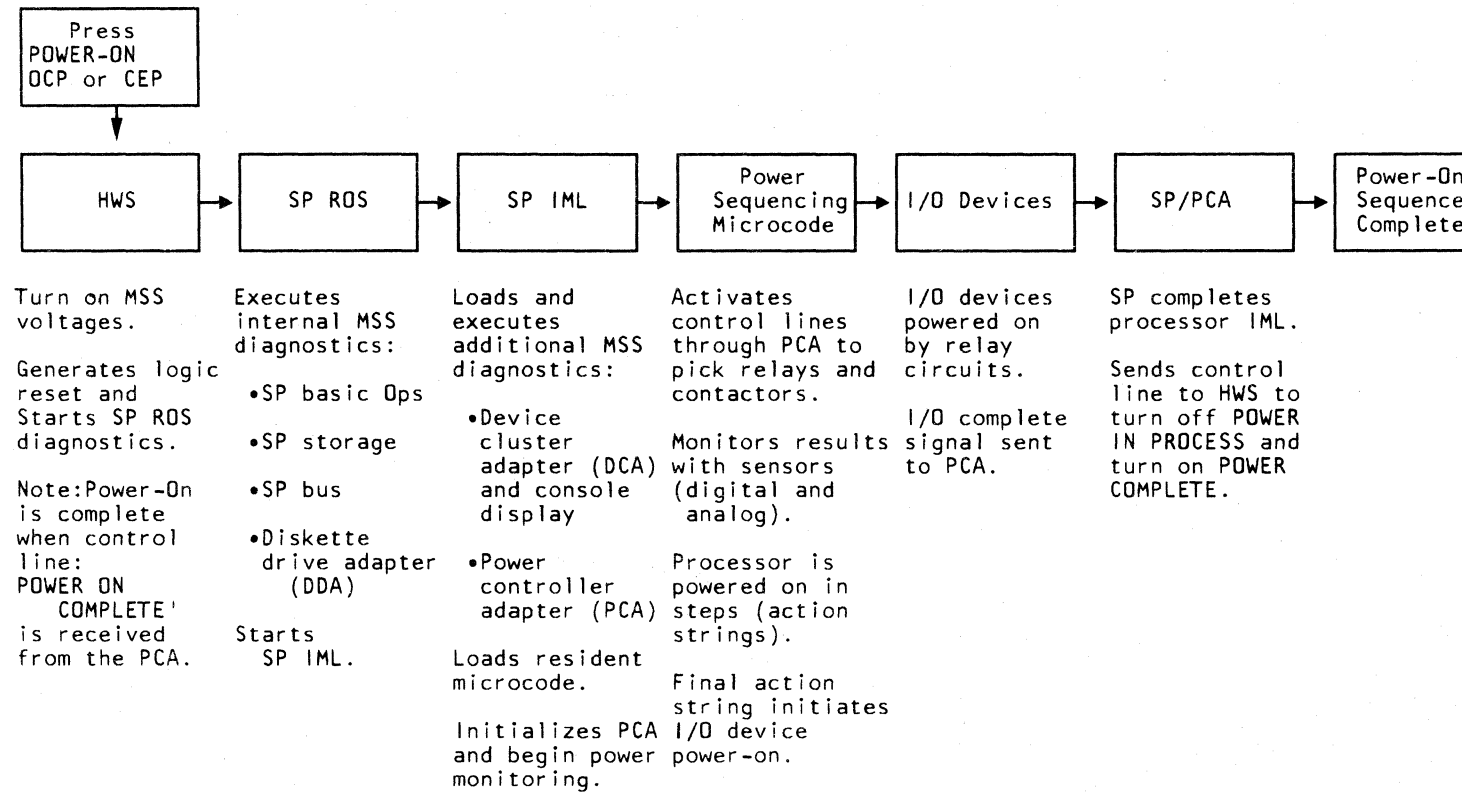 Press
POWER-ON
OCP or CEP
HWS
SP ROS
SP IML
Power
Sequencing
Microcode
I/O Devices
SP/PCA
Power-On
Sequence
Complete
Turn on MSS
voltages.
Generates logic
reset and
Starts SP ROS
diagnostics.
Note:Power-On
is complete
when control
line:
POWER ON
COMPLETE'
is received
from the PCA.
Executes
internal MSS
diagnostics:
•SP basic Ops
•SP storage
•SP bus
•Diskette
drive adapter
(DDA)
Starts
SP IML.
Loads and
executes
additional MSS
diagnostics:
•Device
cluster
adapter (DCA)
and console
display
•Power
controller
adapter (PCA)
Loads resident
microcode.
Initializes PCA
and begin power
monitoring.
Activates
control lines
through PCA to
pick relays and
contactors.
Monitors results
with sensors
(digital and
analog).
Processor is
powered on in
steps (action
strings).
Final action
string initiates
I/O device
power-on.
I/O devices
powered on
by relay
circuits.
I/O complete
signal sent
to PCA.
SP completes
processor IML.
Sends control
line to HWS to
turn off POWER
IN PROCESS and
turn on POWER
COMPLETE.